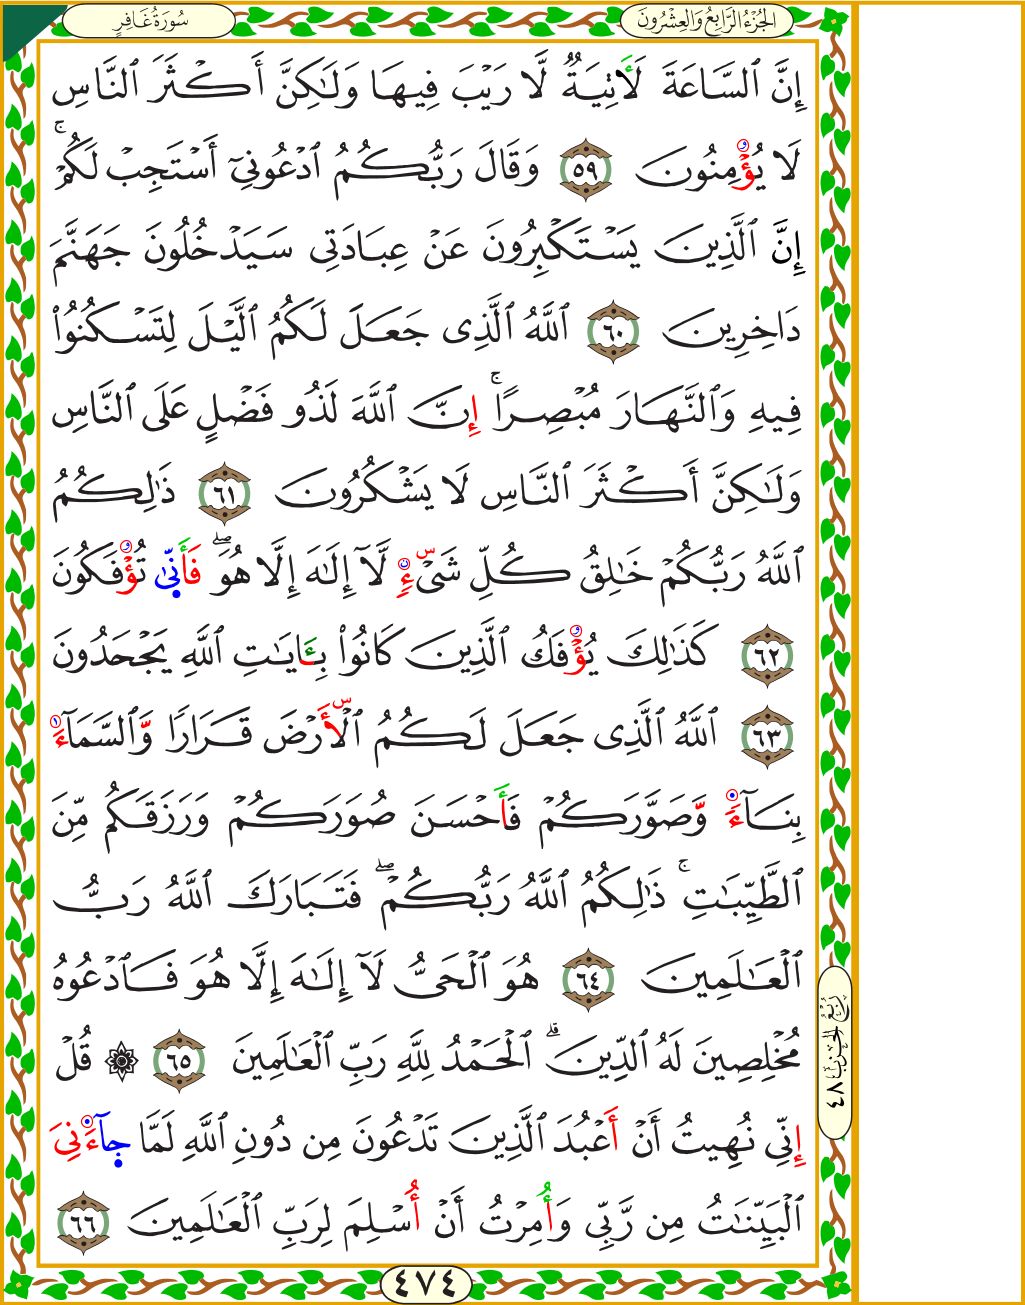 الجُزْءُ الرَّابِعُ وَالعِشْرُونَ
سُورَةُ غَافِرٍ
إِنَّ ٱلسَّاعَةَ لَأٓتِيَةٌ لَّا رَيْبَ فِيهَا وَلَٰكِنَّ أَكْثَرَ ٱلنَّاسِ
لَا يُؤْمِنُونَ ٥٩ وَقَالَ رَبُّكُمُ ٱدْعُونِىٓ أَسْتَجِبْ لَكُمْۚ
إِنَّ ٱلَّذِينَ يَسْتَكْبِرُونَ عَنْ عِبَادَتِى سَيَدْخُلُونَ جَهَنَّمَ
دَاخِرِينَ ٦٠ ٱللَّهُ ٱلَّذِى جَعَلَ لَكُمُ ٱلَّيْلَ لِتَسْكُنُوا۟
فِيهِ وَٱلنَّهَارَ مُبْصِرًاۚ إِنَّ ٱللَّهَ لَذُو فَضْلٍ عَلَى ٱلنَّاسِ
وَلَٰكِنَّ أَكْثَرَ ٱلنَّاسِ لَا يَشْكُرُونَ ٦١ ذَٰلِكُمُ
ٱللَّهُ رَبُّكُمْ خَٰلِقُ كُلِّ شَىْءٍ لَّآ إِلَٰهَ إِلَّا هُوَۖ فَأَنَّىٰ تُؤْفَكُونَ
٦٢ كَذَٰلِكَ يُؤْفَكُ ٱلَّذِينَ كَانُوا۟ بِـَٔايَٰتِ ٱللَّهِ يَجْحَدُونَ
٦٣ ٱللَّهُ ٱلَّذِى جَعَلَ لَكُمُ ٱلْأَرْضَ قَرَارًا وَّٱلسَّمَآءَ
بِنَآءً وَّصَوَّرَكُمْ فَأَحْسَنَ صُوَرَكُمْ وَرَزَقَكُم مِّنَ
ٱلطَّيِّبَٰتِۚ ذَٰلِكُمُ ٱللَّهُ رَبُّكُمْۖ فَتَبَارَكَ ٱللَّهُ رَبُّ
ٱلْعَٰلَمِينَ ٦٤ هُوَ ٱلْحَىُّ لَآ إِلَٰهَ إِلَّا هُوَ فَٱدْعُوهُ
مُخْلِصِينَ لَهُ ٱلدِّينَۗ ٱلْحَمْدُ لِلَّهِ رَبِّ ٱلْعَٰلَمِينَ ٦٥ ۞ قُلْ
إِنِّى نُهِيتُ أَنْ أَعْبُدَ ٱلَّذِينَ تَدْعُونَ مِن دُونِ ٱللَّهِ لَمَّا جَآءَنِىَ
ٱلْبَيِّنَٰتُ مِن رَّبِّى وَأُمِرْتُ أَنْ أُسْلِمَ لِرَبِّ ٱلْعَٰلَمِينَ ٦٦
رُبْعُ الحِزْبِ ٤٨
٤٧٤